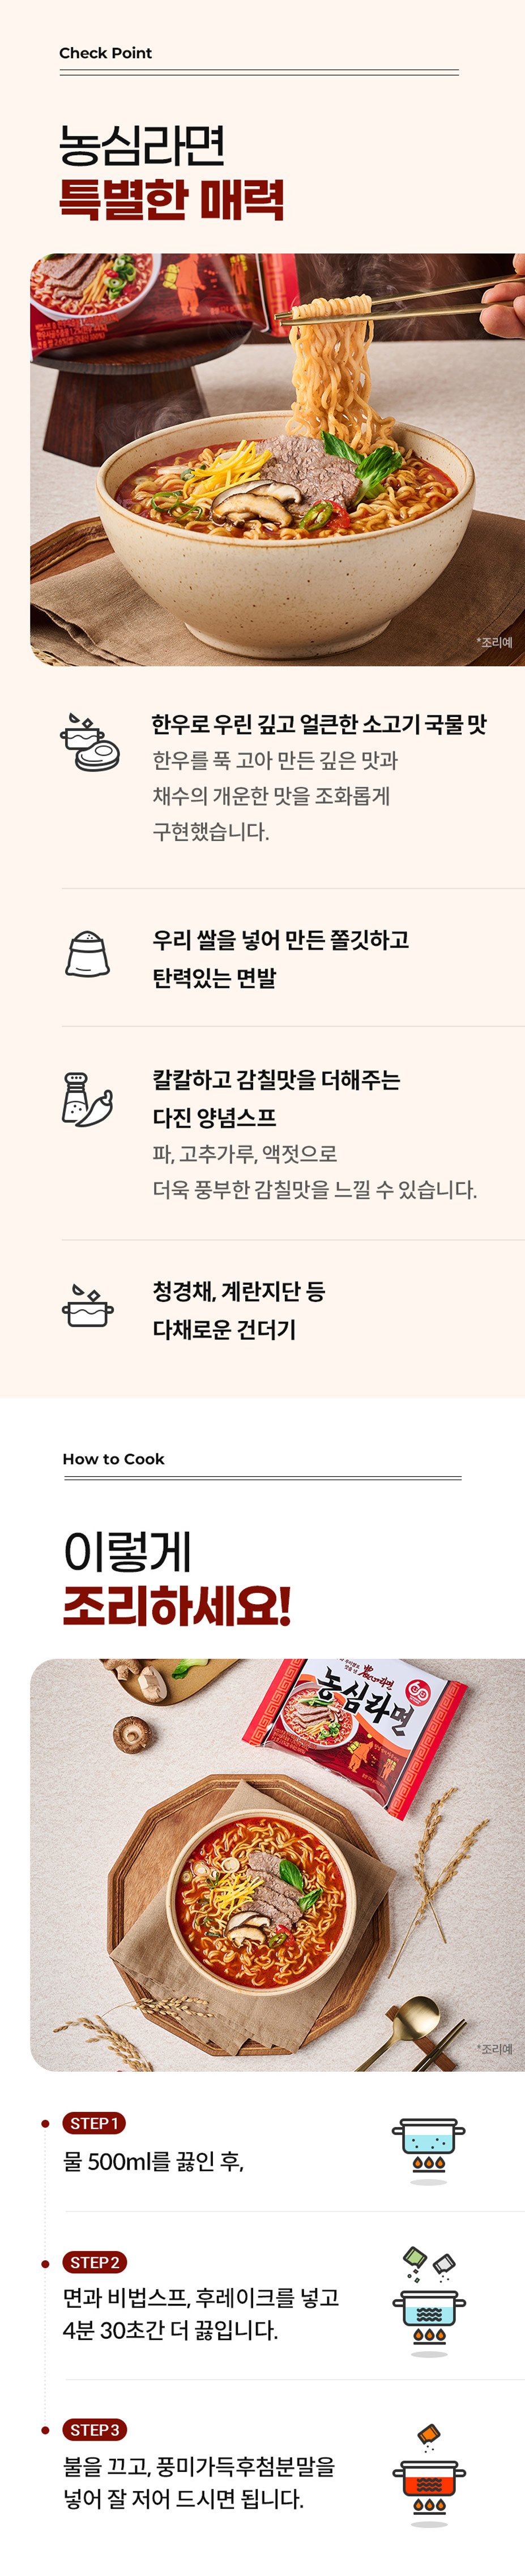 Check Point
농심라면
특별한 매력
*조리예
한우로 우린 깊고 얼큰한 소고기 국물 맛
한우를 푹 고아 만든 깊은 맛과
채수의 개운한 맛을 조화롭게
구현했습니다.
우리 쌀을 넣어 만든 쫄깃하고
탄력있는 면발
칼칼하고 감칠맛을 더해주는
다진 양념스프
파, 고추가루, 액젓으로
더욱 풍부한 감칠맛을 느낄 수 있습니다.
청경채, 계란지단 등
다채로운 건더기
How to Cook
이렇게
조리하세요!
농심라면
*조리예
STEP 1
물 500ml를 끓인 후,
STEP 2
면과 비법스프, 후레이크를 넣고
4분 30초간 더 끓입니다.
STEP 3
불을 끄고, 풍미가득후첨분말을
넣어 잘 저어 드시면 됩니다.